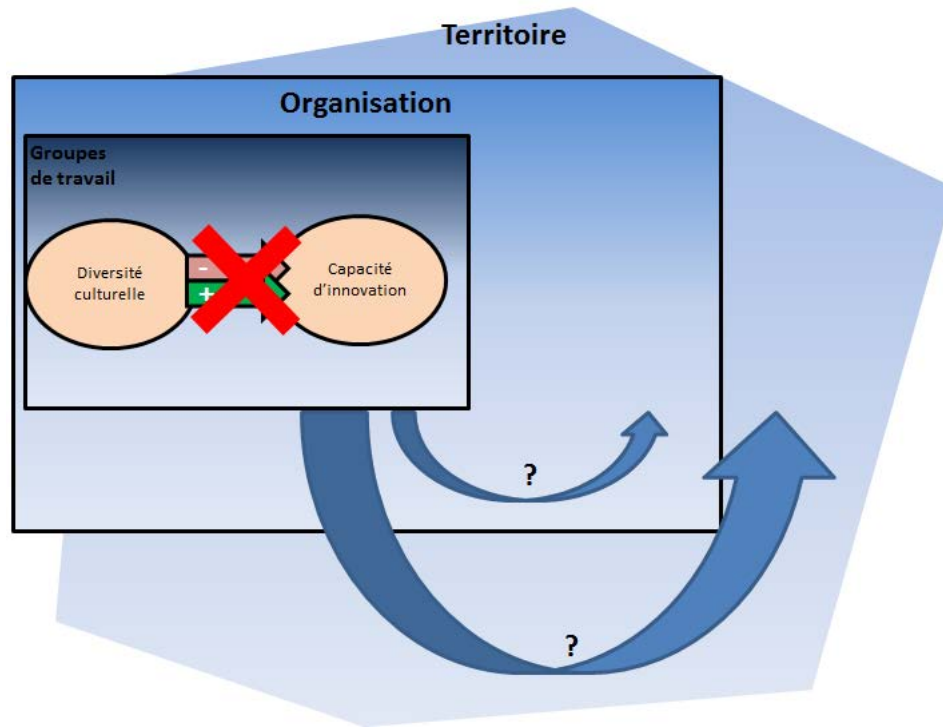 Territoire
Organisation
Groupes
de travail
Diversité
culturelle
-
+
Capacité
d'innovation
?
?